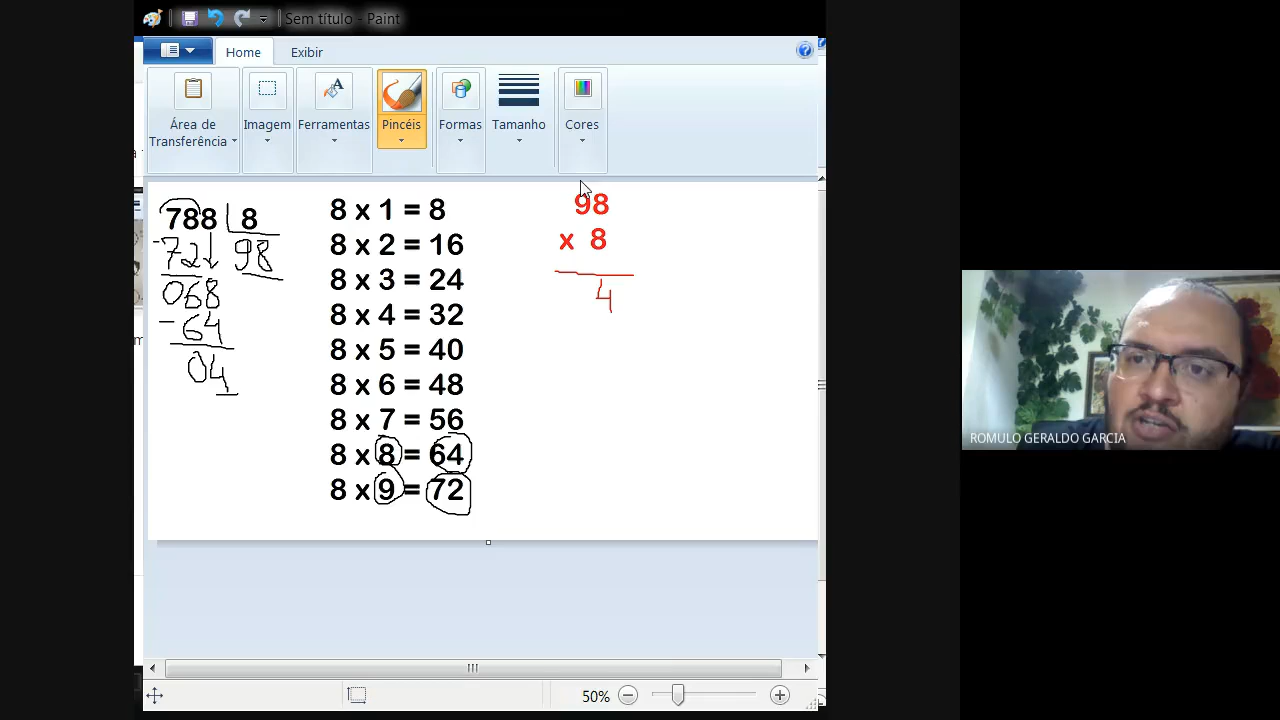 Sem título - Paint
Home Exibir
Área de Transferência
Imagem
Ferramentas
Pincéis
Formas
Tamanho
Cores
788 8
-72 98
068
-64
04
8 x 1 = 8
8 x 2 = 16
8 x 3 = 24
8 x 4 = 32
8 x 5 = 40
8 x 6 = 48
8 x 7 = 56
8 x 8 = 64
8 x 9 = 72
98
x 8
4
ROMULO GERALDO GARCIA
50%